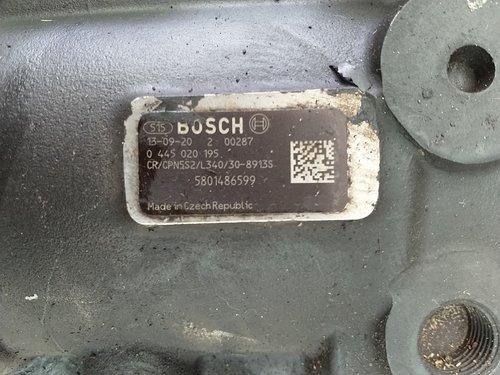 515 BOSCH
13-09-20 2 00287
0 445 020 195
CR/CPN5S2/L340/30-8913S
5801486599
Made in Czech Republic